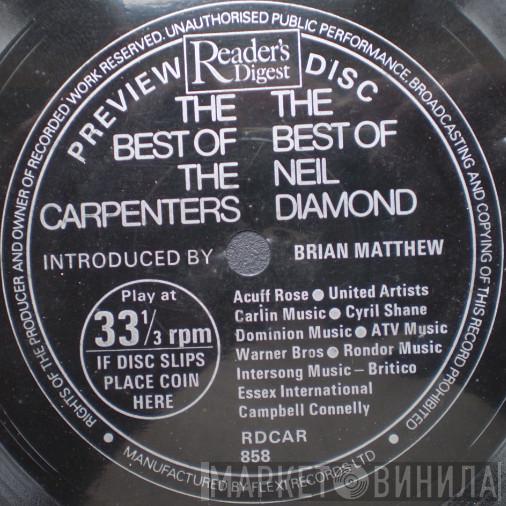 RIGHTS OF THE PRODUCER AND OWNER OF RECORDED WORK RESERVED. UNAUTHORISED PUBLIC PERFORMANCE, BROADCASTING AND COPYING OF THIS RECORD PROHIBITED
PREVIEW DISC
Reader's
Digest
THE
BEST OF
THE
CARPENTERS
THE
BEST OF
NEIL
DIAMOND
INTRODUCED BY BRIAN MATTHEW
Play at
33 1/3 rpm
IF DISC SLIPS
PLACE COIN
HERE
Acuff Rose ● United Artists
Carlin Music ● Cyril Shane
Dominion Music ● ATV Music
Warner Bros ● Rondor Music
Intersong Music – Britico
Essex International
Campbell Connelly
RDCAR
858
• MANUFACTURED BY FLEXI RECORDS LTD •
МАРКЕТ ВИНИЛА